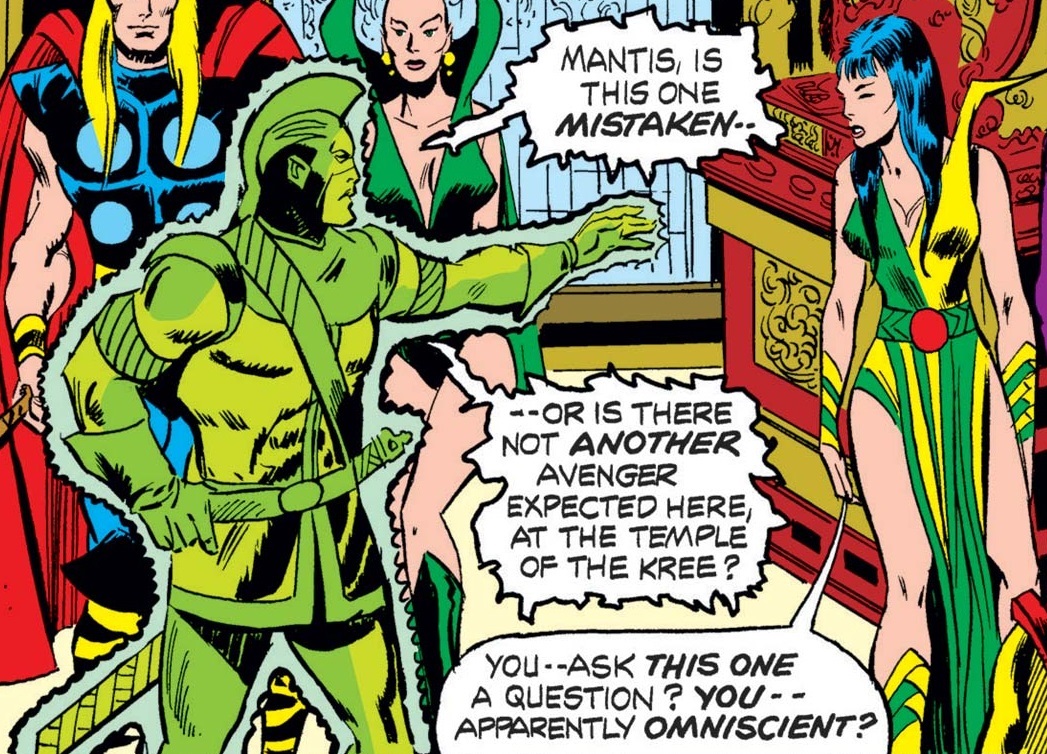 MANTIS, IS
THIS ONE
MISTAKEN--
--OR IS THERE
NOT ANOTHER
AVENGER
EXPECTED HERE,
AT THE TEMPLE
OF THE KREE?
YOU--ASK THIS ONE
A QUESTION? YOU--
APPARENTLY OMNISCIENT?